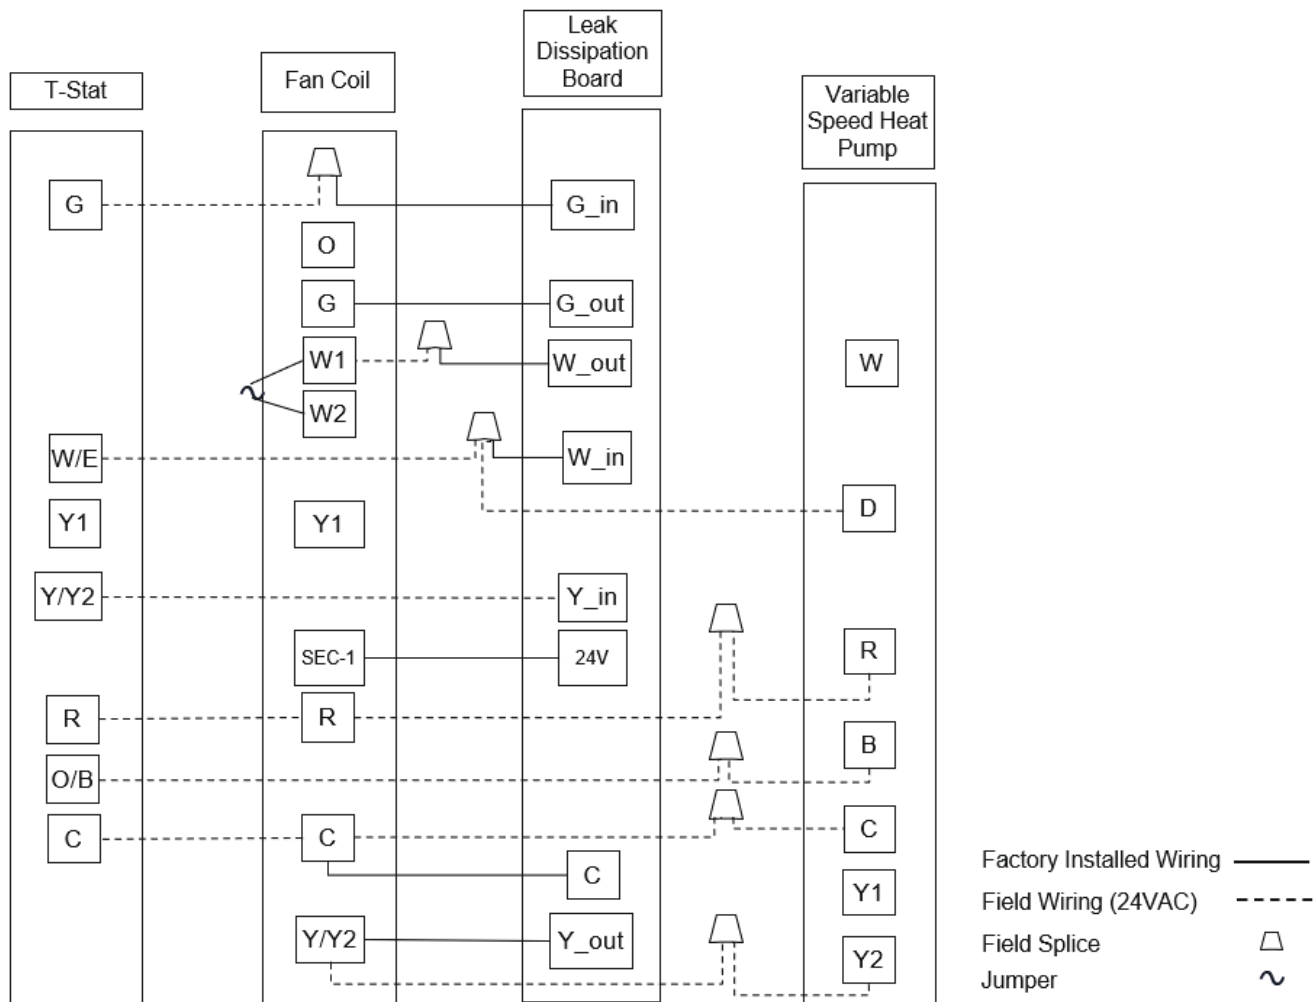 T-Stat
Fan Coil
Leak
Dissipation
Board
Variable
Speed Heat
Pump
G
W/E
Y1
Y/Y2
R
O/B
C
O
G
W1
W2
Y1
SEC-1
R
C
Y/Y2
G_in
G_out
W_out
W_in
Y_in
24V
C
Y_out
W
D
R
B
C
Y1
Y2
Factory Installed Wiring
Field Wiring (24VAC)
Field Splice
Jumper